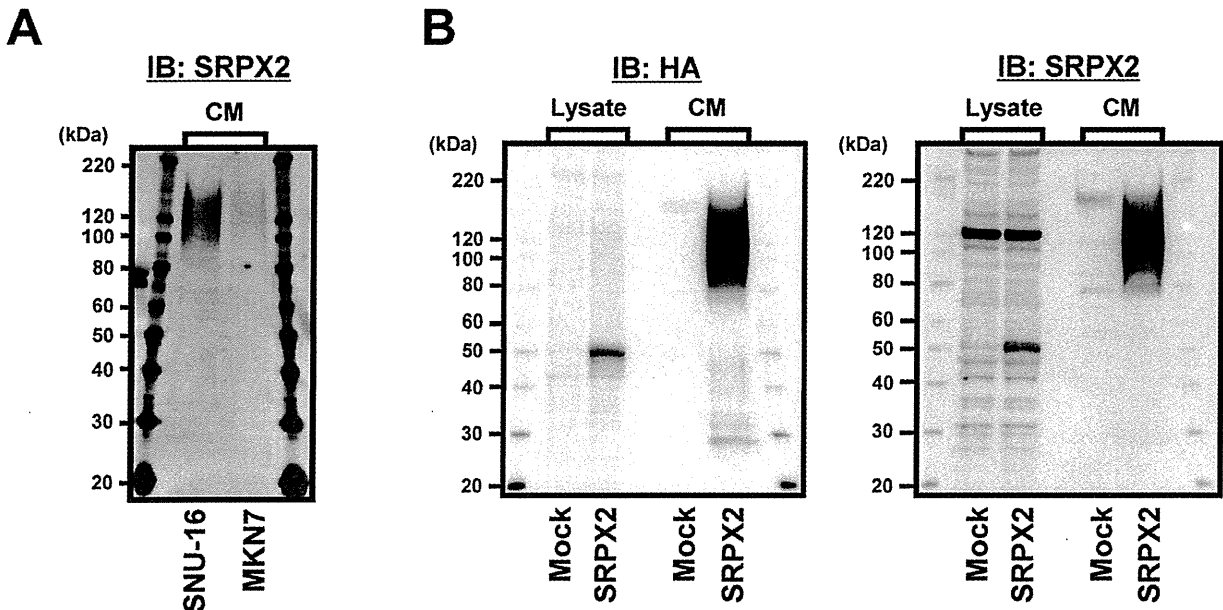 A
IB: SRPX2
CM
(kDa)
220
120
100
80
60
50
40
30
20
SNU-16
MKN7
B
IB: HA
Lysate
CM
(kDa)
220
120
100
80
60
50
40
30
20
Mock
SRPX2
Mock
SRPX2
IB: SRPX2
Lysate
CM
(kDa)
220
120
100
80
60
50
40
30
20
Mock
SRPX2
Mock
SRPX2